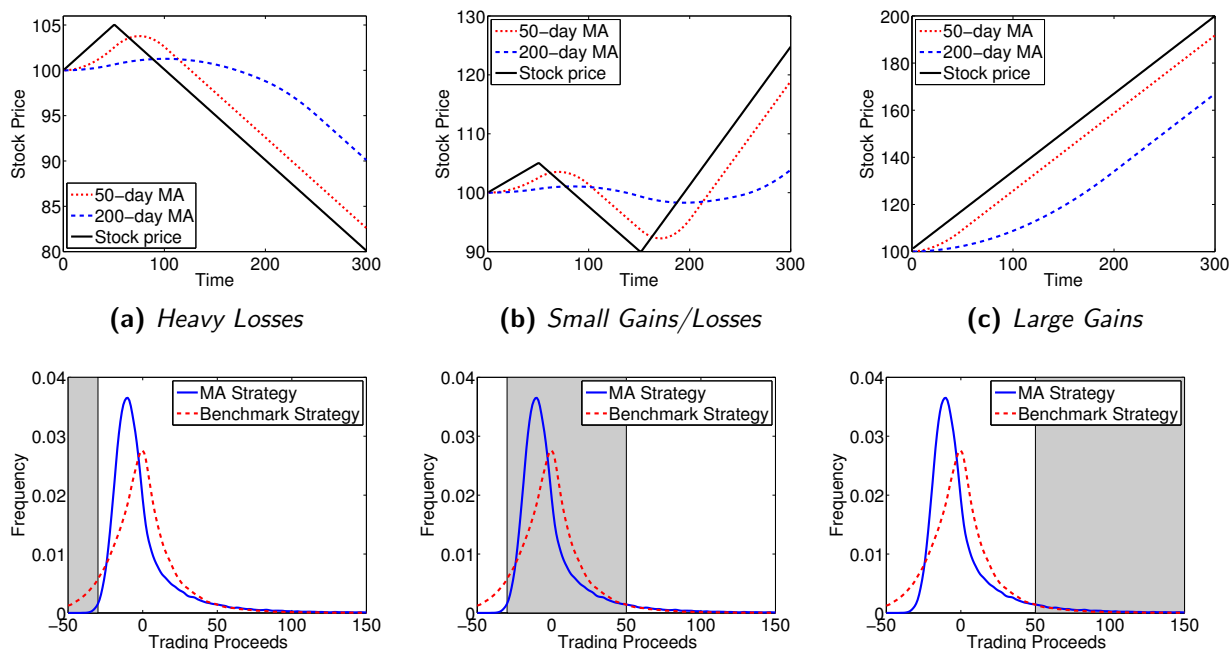 105
100
95
90
85
80
Stock Price
50-day MA
200-day MA
Stock price
0
100
200
300
Time
(a) Heavy Losses
130
120
110
100
90
Stock Price
50-day MA
200-day MA
Stock price
0
100
200
300
Time
(b) Small Gains/Losses
200
180
160
140
120
100
Stock Price
50-day MA
200-day MA
Stock price
0
100
200
300
Time
(c) Large Gains
0.04
0.03
0.02
0.01
0
Frequency
MA Strategy
Benchmark Strategy
-50
0
50
100
150
Trading Proceeds
0.04
0.03
0.02
0.01
0
Frequency
MA Strategy
Benchmark Strategy
-50
0
50
100
150
Trading Proceeds
0.04
0.03
0.02
0.01
0
Frequency
MA Strategy
Benchmark Strategy
-50
0
50
100
150
Trading Proceeds